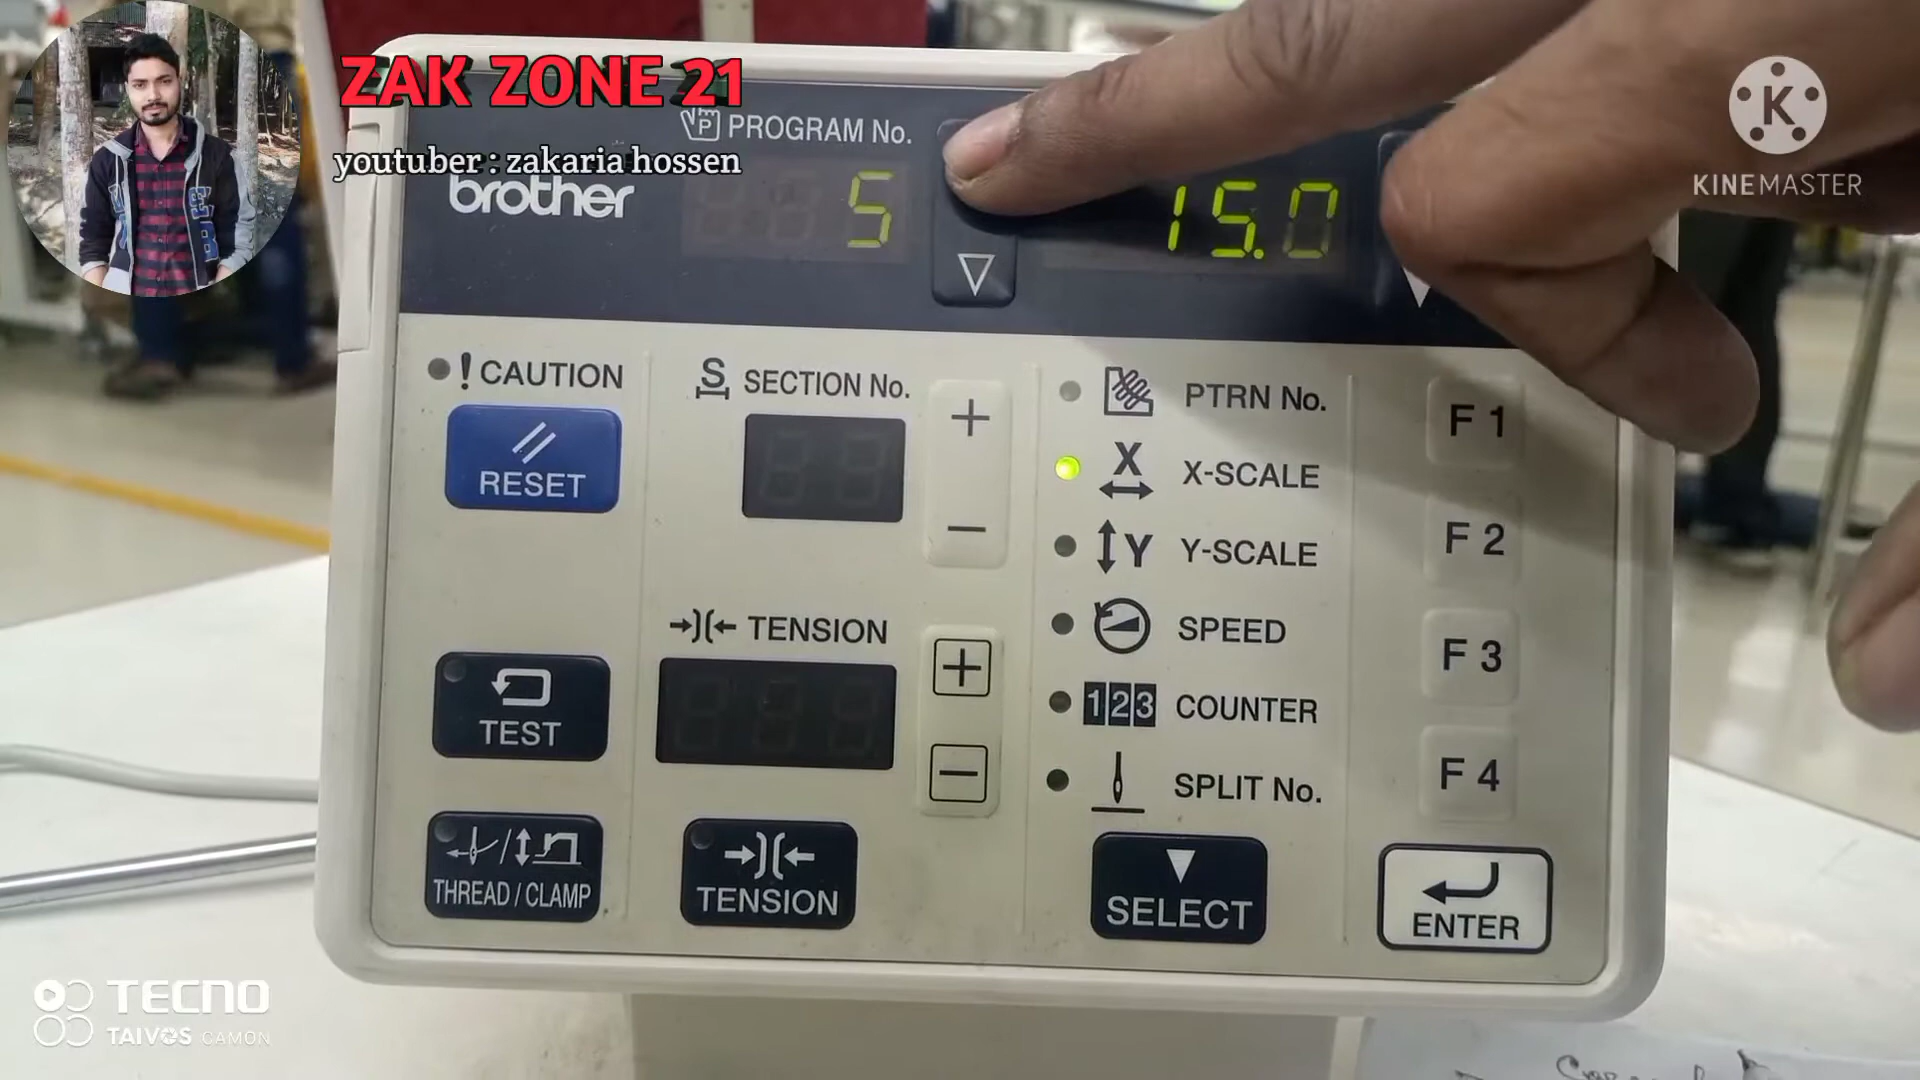 ZAK ZONE 21
youtuber : zakaria hossen
K
KINEMASTER
P PROGRAM No.
brother
5
15.0
! CAUTION
RESET
S SECTION No.
+
−
PTRN No.
X X-SCALE
Y Y-SCALE
SPEED
123 COUNTER
SPLIT No.
F 1
F 2
F 3
F 4
TENSION
+
−
TEST
THREAD / CLAMP
TENSION
SELECT
ENTER
TECNO
TAIVOS CAMON